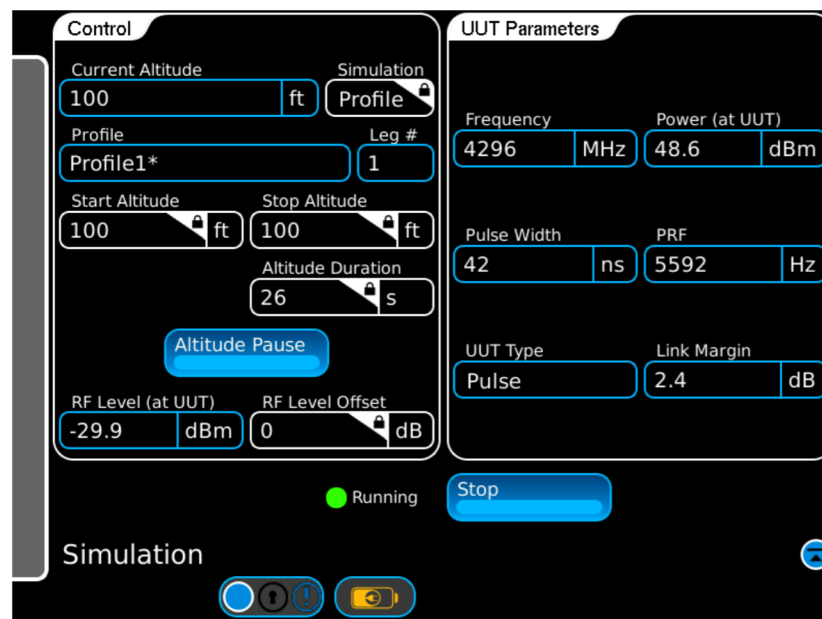 Control
Current Altitude Simulation
100 ft Profile
Profile Leg #
Profile1* 1
Start Altitude Stop Altitude
100 ft 100 ft
Altitude Duration
26 s
Altitude Pause
RF Level (at UUT) RF Level Offset
-29.9 dBm 0 dB
UUT Parameters
Frequency Power (at UUT)
4296 MHz 48.6 dBm
Pulse Width PRF
42 ns 5592 Hz
UUT Type Link Margin
Pulse 2.4 dB
Running Stop
Simulation